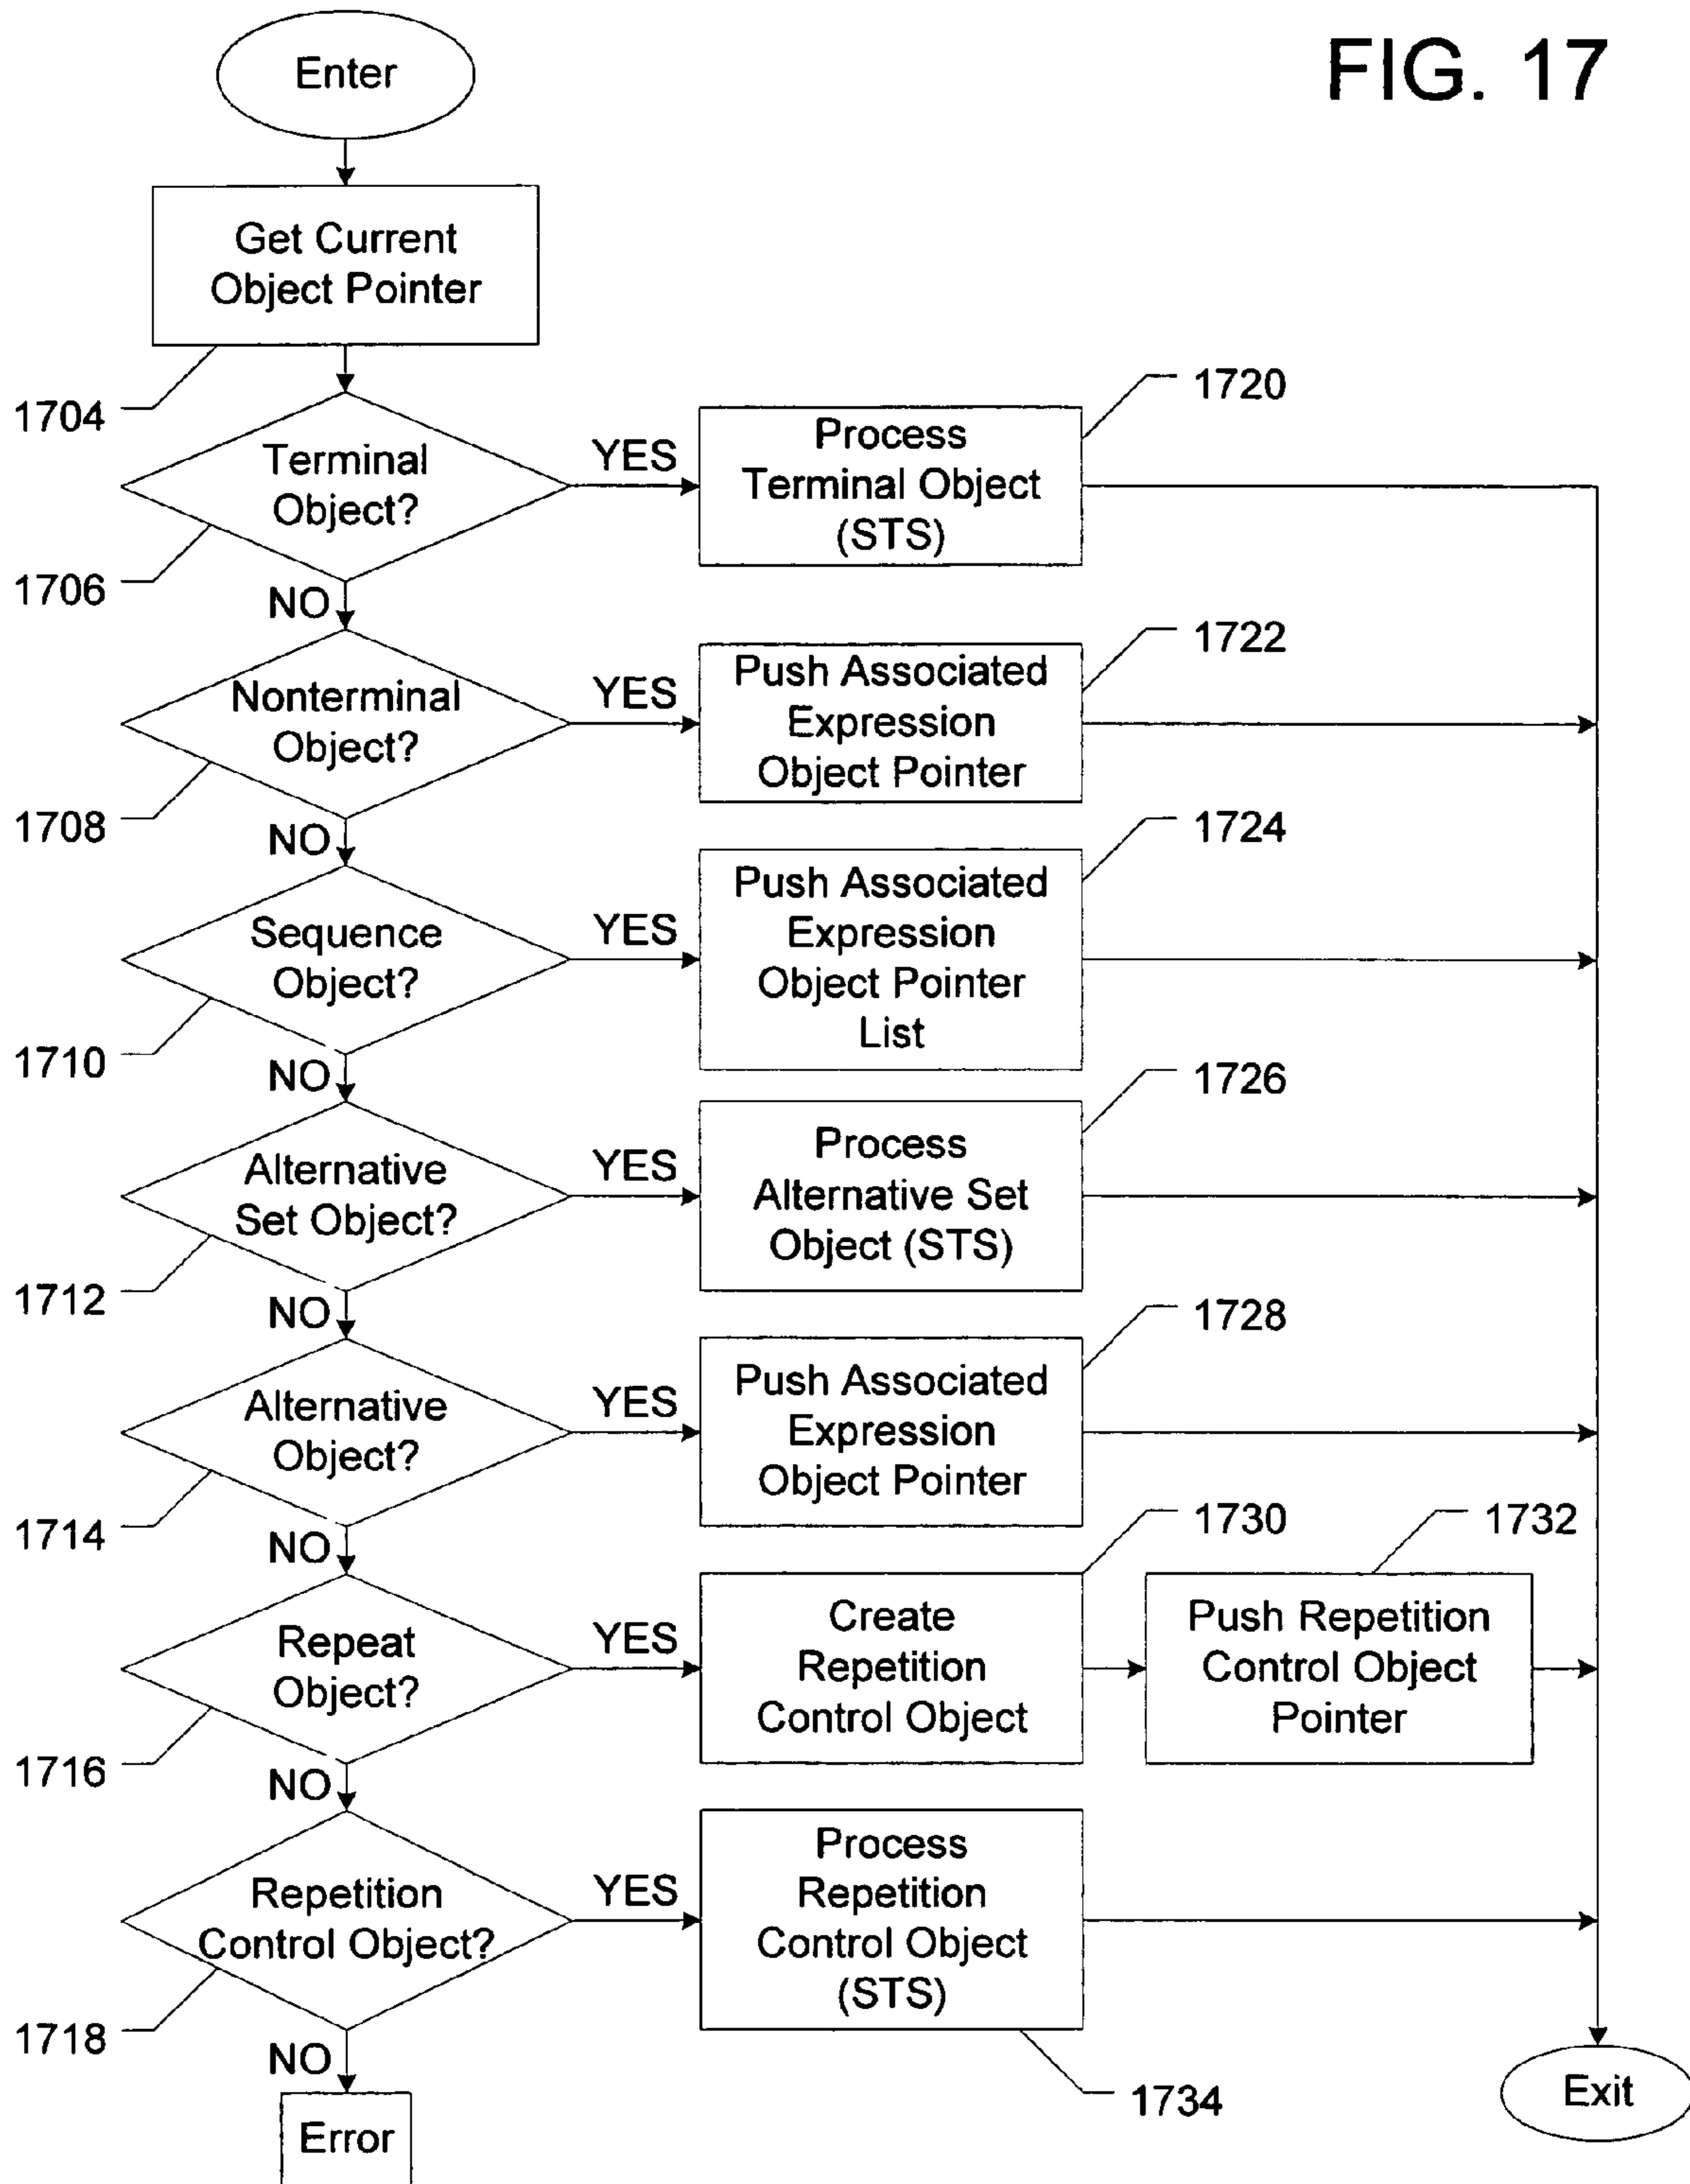 FIG. 17
Enter
Get Current
Object Pointer
1704
Terminal
Object?
1706
YES
Process
Terminal Object
(STS)
1720
NO
Nonterminal
Object?
1708
YES
Push Associated
Expression
Object Pointer
1722
NO
Sequence
Object?
1710
YES
Push Associated
Expression
Object Pointer
List
1724
NO
Alternative
Set Object?
1712
YES
Process
Alternative Set
Object (STS)
1726
NO
Alternative
Object?
1714
YES
Push Associated
Expression
Object Pointer
1728
NO
Repeat
Object?
1716
YES
Create
Repetition
Control Object
1730
Push Repetition
Control Object
Pointer
1732
NO
Repetition
Control Object?
1718
YES
Process
Repetition
Control Object
(STS)
1734
NO
Error
Exit